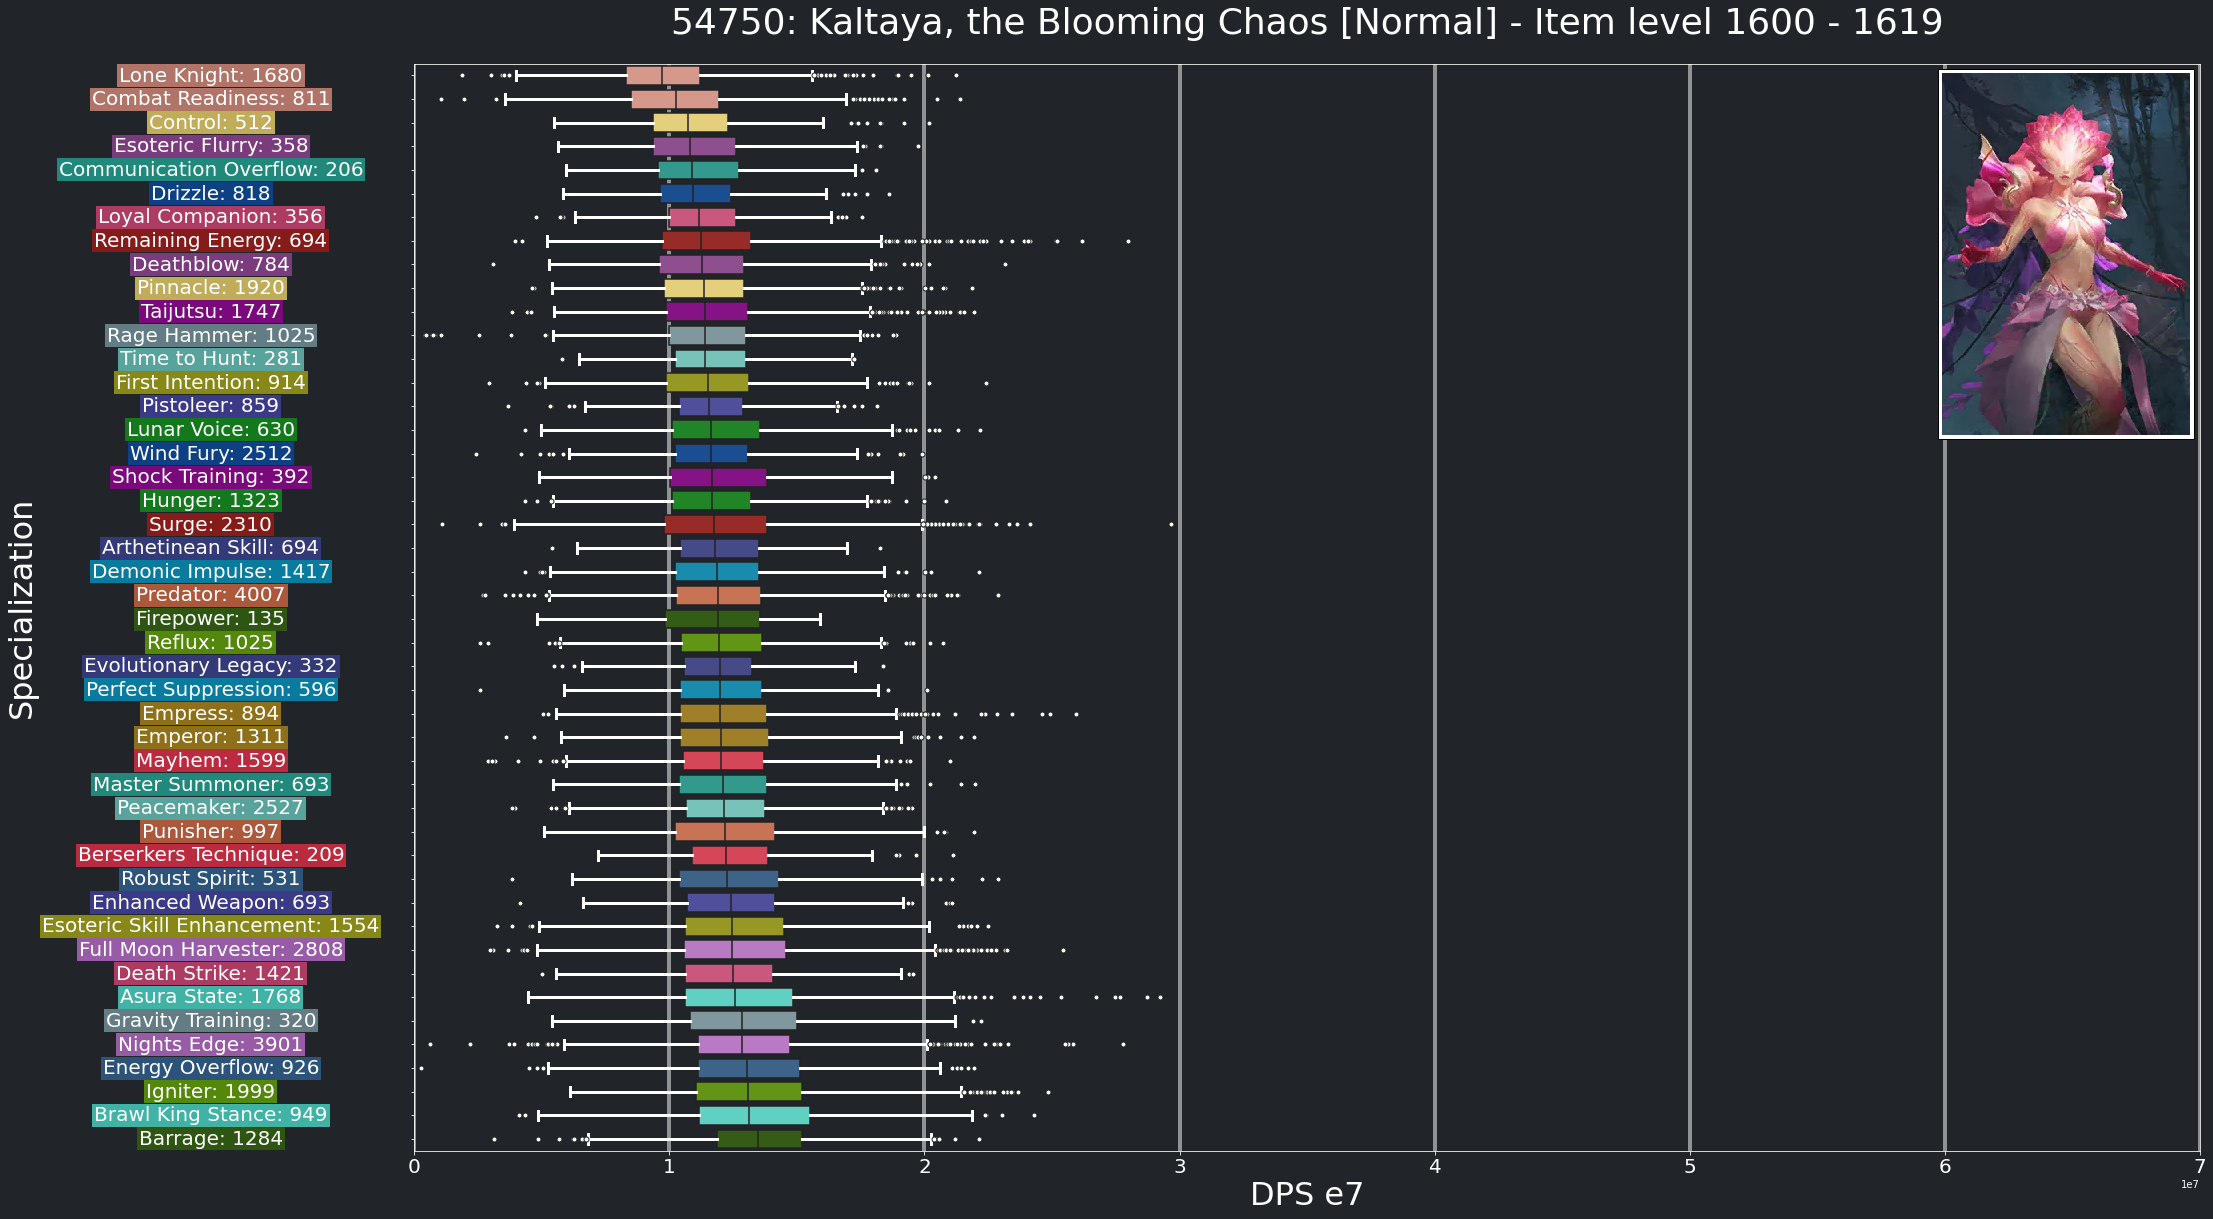 54750: Kaltaya, the Blooming Chaos [Normal] - Item level 1600 - 1619
Specialization
Lone Knight: 1680
Combat Readiness: 811
Control: 512
Esoteric Flurry: 358
Communication Overflow: 206
Drizzle: 818
Loyal Companion: 356
Remaining Energy: 694
Deathblow: 784
Pinnacle: 1920
Taijutsu: 1747
Rage Hammer: 1025
Time to Hunt: 281
First Intention: 914
Pistoleer: 859
Lunar Voice: 630
Wind Fury: 2512
Shock Training: 392
Hunger: 1323
Surge: 2310
Arthetinean Skill: 694
Demonic Impulse: 1417
Predator: 4007
Firepower: 135
Reflux: 1025
Evolutionary Legacy: 332
Perfect Suppression: 596
Empress: 894
Emperor: 1311
Mayhem: 1599
Master Summoner: 693
Peacemaker: 2527
Punisher: 997
Berserkers Technique: 209
Robust Spirit: 531
Enhanced Weapon: 693
Esoteric Skill Enhancement: 1554
Full Moon Harvester: 2808
Death Strike: 1421
Asura State: 1768
Gravity Training: 320
Nights Edge: 3901
Energy Overflow: 926
Igniter: 1999
Brawl King Stance: 949
Barrage: 1284
0 1 2 3 4 5 6 7
1e7
DPS e7